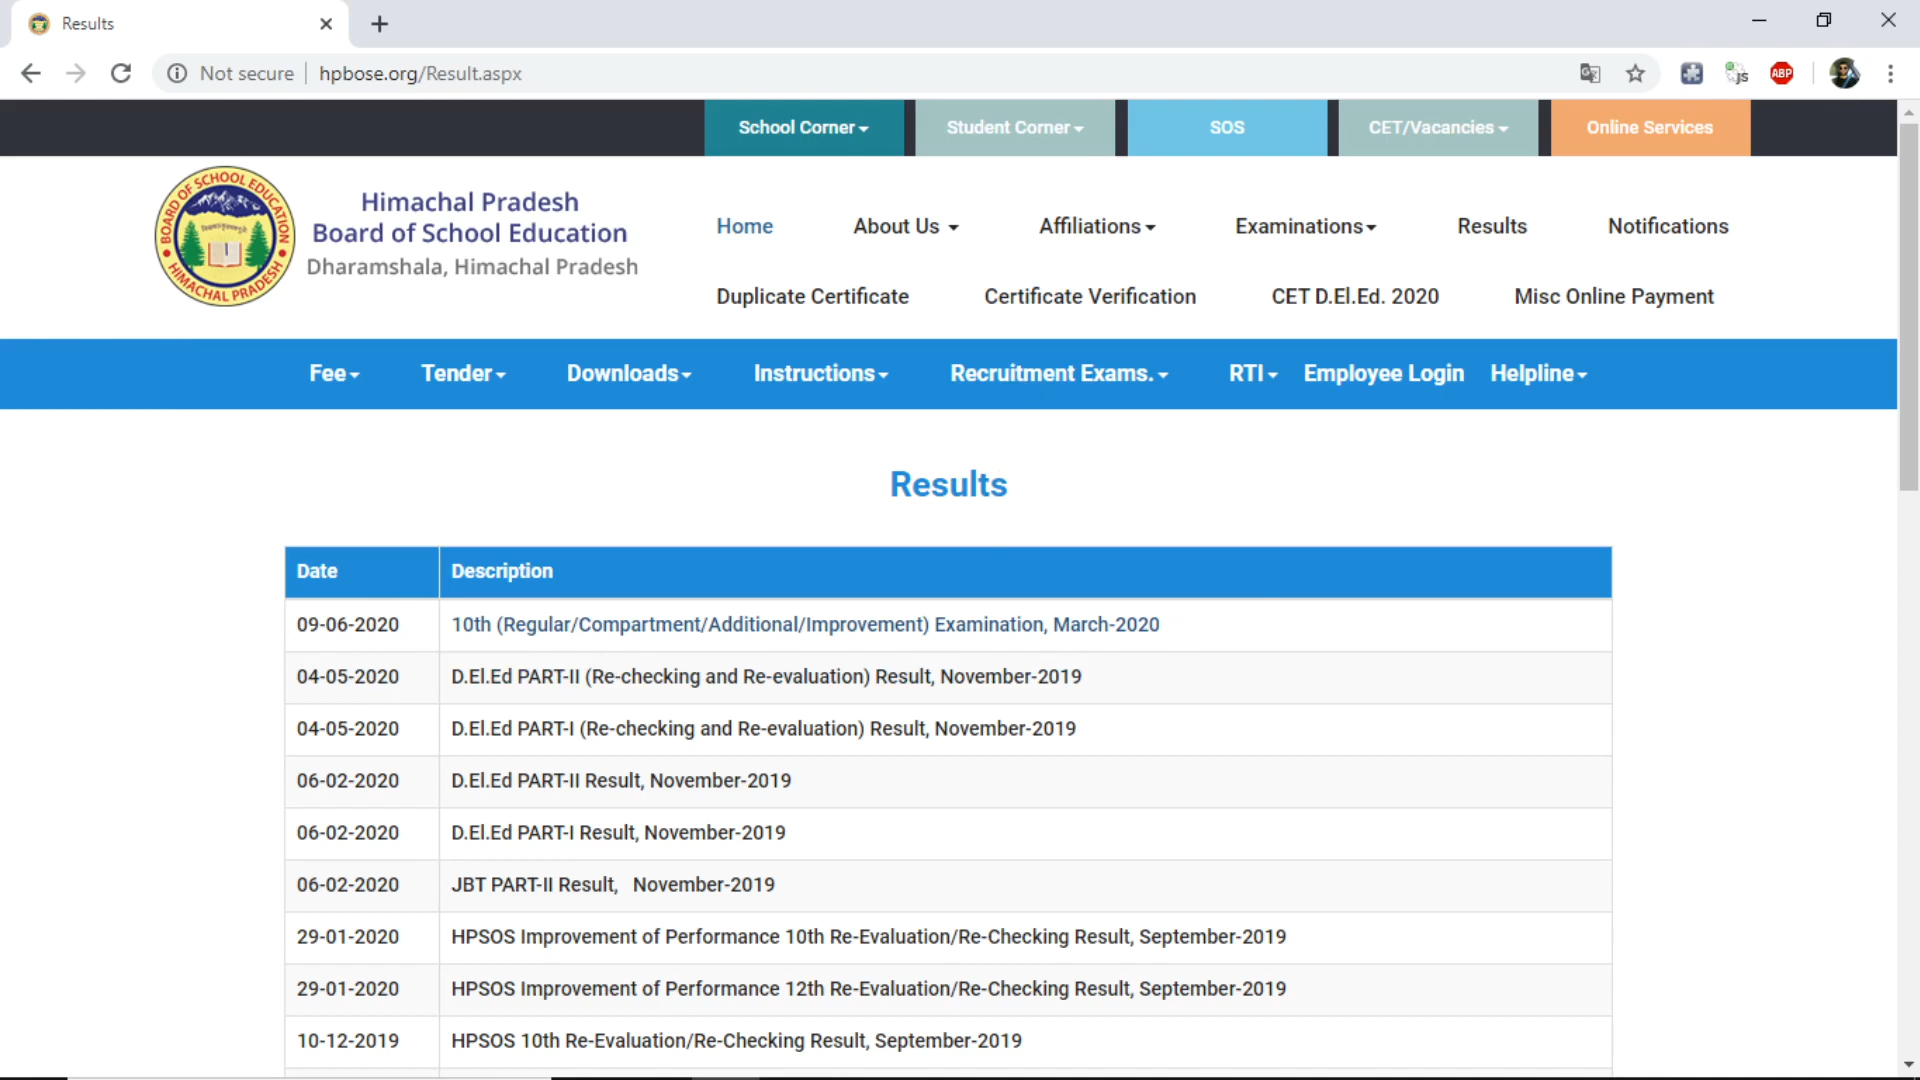 Results
Not secure
hpbose.org/Result.aspx
JS
ABP
School Corner
Student Corner
SOS
CET/Vacancies
Online Services
BOARD OF SCHOOL EDUCATION
HIMACHAL PRADESH
Himachal Pradesh
Board of School Education
Dharamshala, Himachal Pradesh
Home
About Us
Affiliations
Examinations
Results
Notifications
Duplicate Certificate
Certificate Verification
CET D.El.Ed. 2020
Misc Online Payment
Fee
Tender
Downloads
Instructions
Recruitment Exams.
RTI
Employee Login
Helpline
Results
Date Description
09-06-2020 10th (Regular/Compartment/Additional/Improvement) Examination, March-2020
04-05-2020 D.El.Ed PART-II (Re-checking and Re-evaluation) Result, November-2019
04-05-2020 D.El.Ed PART-I (Re-checking and Re-evaluation) Result, November-2019
06-02-2020 D.El.Ed PART-II Result, November-2019
06-02-2020 D.El.Ed PART-I Result, November-2019
06-02-2020 JBT PART-II Result, November-2019
29-01-2020 HPSOS Improvement of Performance 10th Re-Evaluation/Re-Checking Result, September-2019
29-01-2020 HPSOS Improvement of Performance 12th Re-Evaluation/Re-Checking Result, September-2019
10-12-2019 HPSOS 10th Re-Evaluation/Re-Checking Result, September-2019